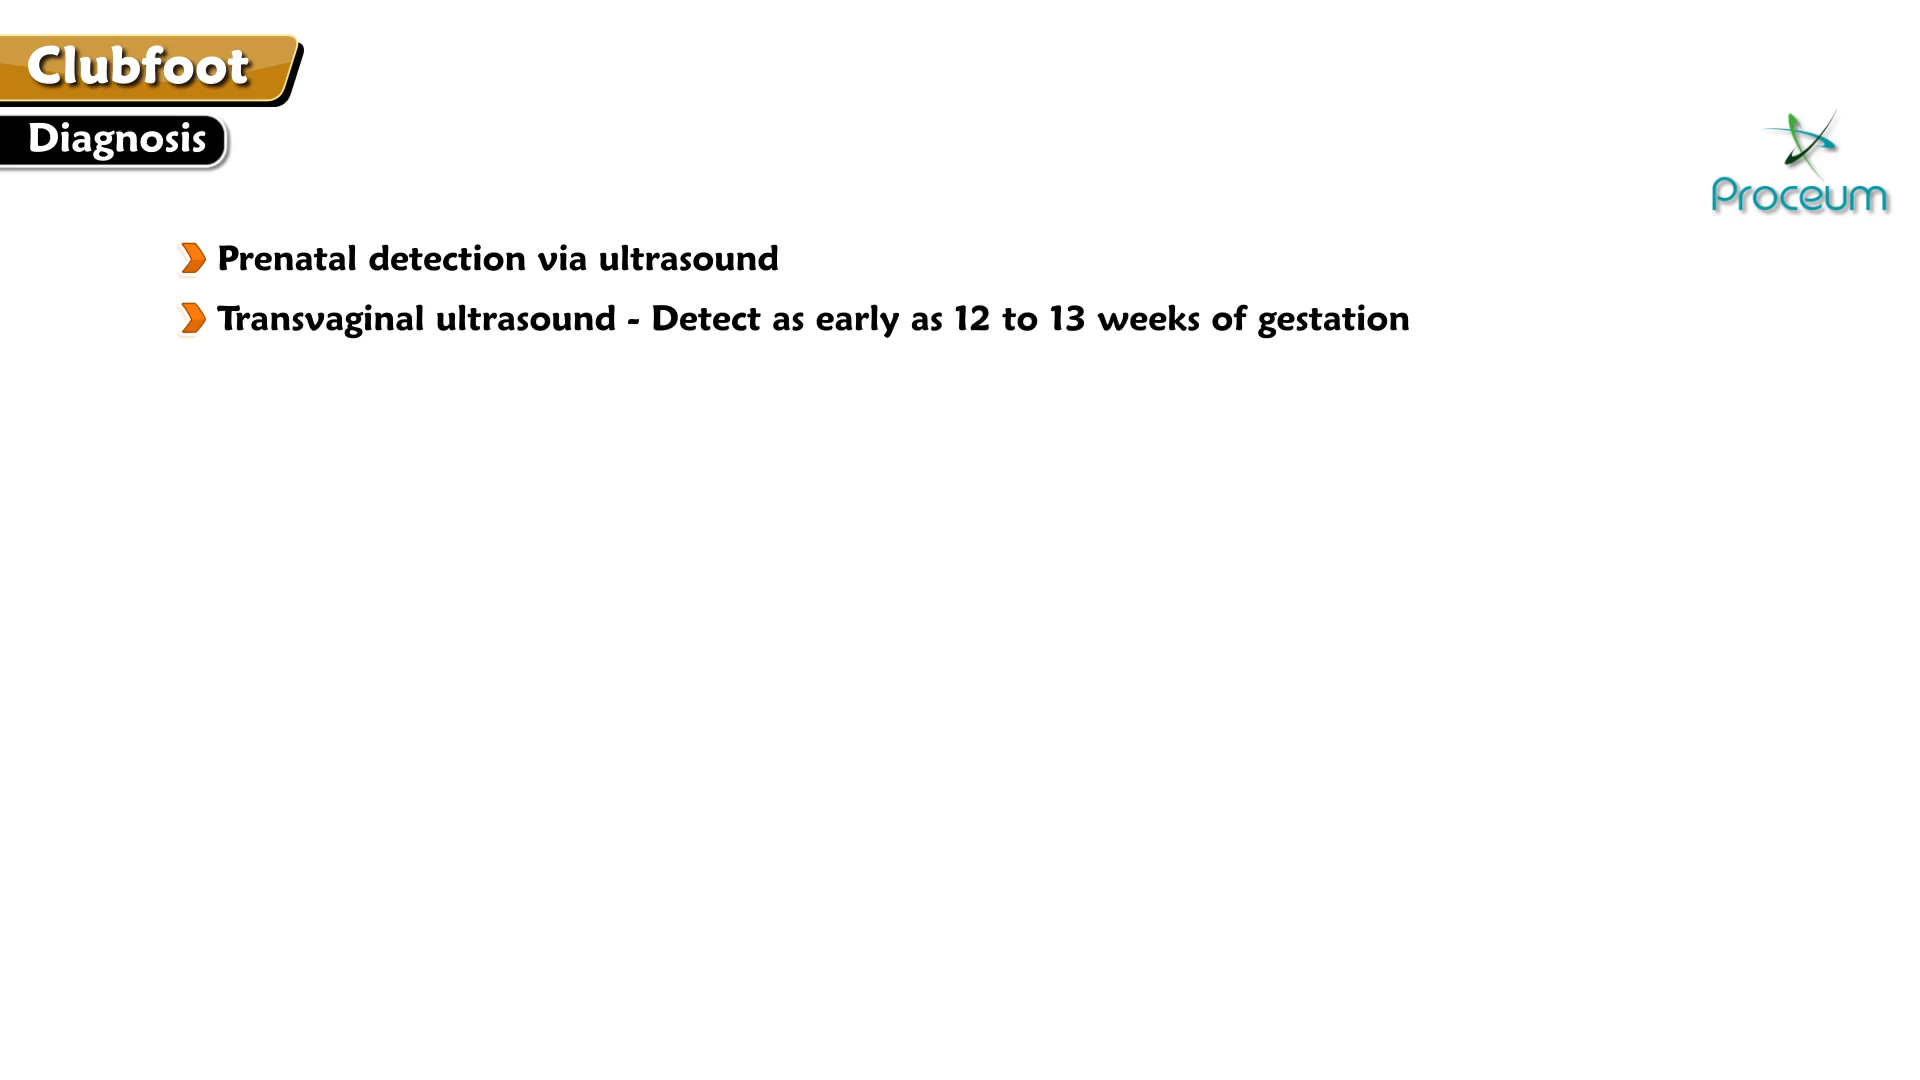 Clubfoot
Diagnosis
Proceum
Prenatal detection via ultrasound
Transvaginal ultrasound - Detect as early as 12 to 13 weeks of gestation